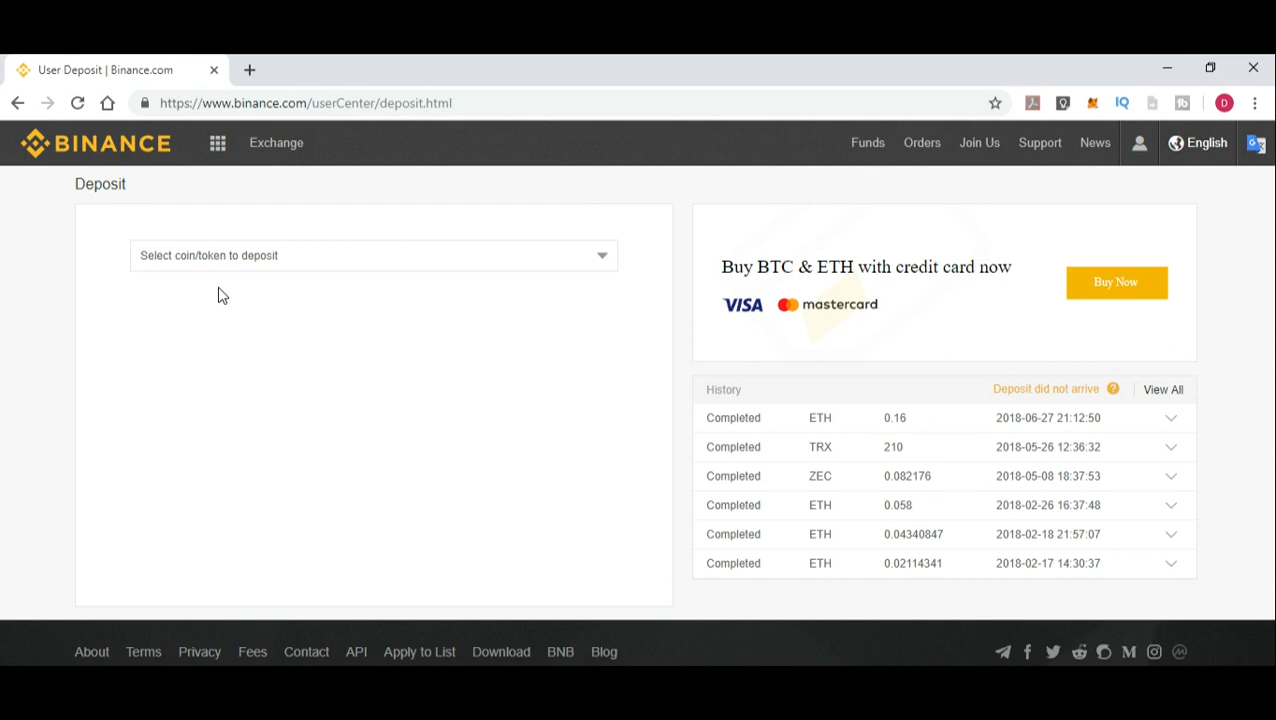 User Deposit | Binance.com
https://www.binance.com/userCenter/deposit.html
IQ
D
BINANCE
Exchange
Funds
Orders
Join Us
Support
News
English
Deposit
Select coin/token to deposit
Buy BTC & ETH with credit card now
Buy Now
VISA mastercard
History
Deposit did not arrive ?
View All
Completed ETH 0.16 2018-06-27 21:12:50
Completed TRX 210 2018-05-26 12:36:32
Completed ZEC 0.082176 2018-05-08 18:37:53
Completed ETH 0.058 2018-02-26 16:37:48
Completed ETH 0.04340847 2018-02-18 21:57:07
Completed ETH 0.02114341 2018-02-17 14:30:37
About Terms Privacy Fees Contact API Apply to List Download BNB Blog